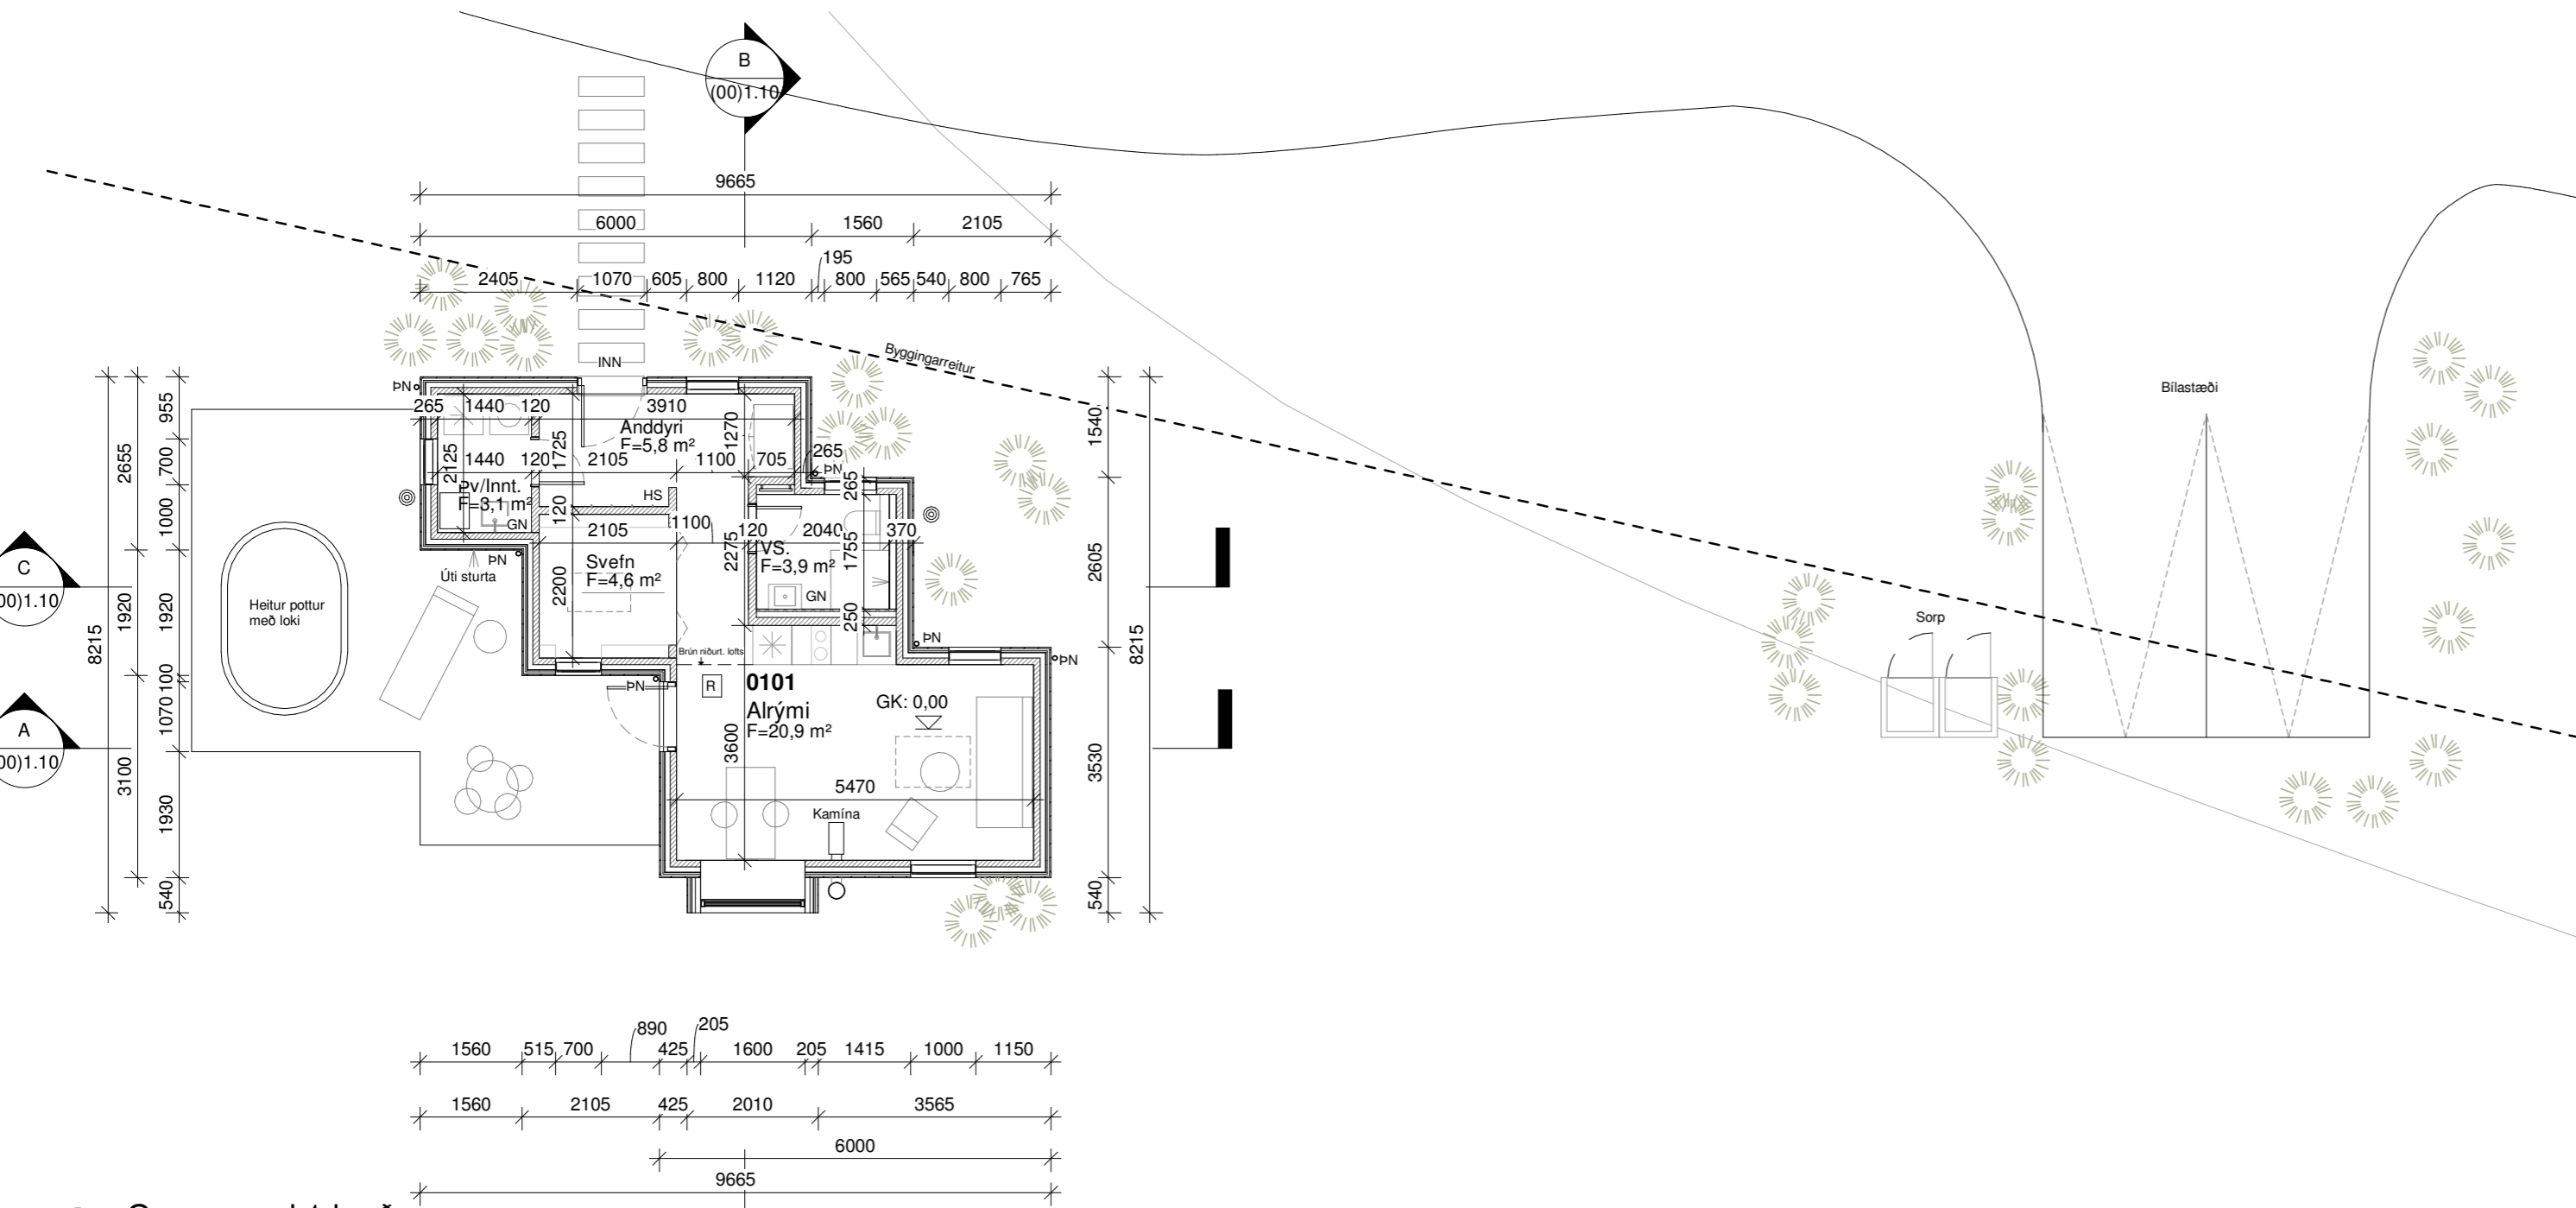 B
(00)1.10
9665
6000 1560 2105
195
2405 1070 605 800 1120 800 565 540 800 765
Byggingarreitur
INN
Bílastæði
ÞN
265 1440 120 3910
955
1540
Anddyri
F=5,8 m²
1270
1725
2125
1440 120 2105 1100 705 265
ÞN
2655
700
265
Þv/Innt.
F=3,1 m²
HS
GN
120
1000
2105 1100 120 2040 370
2275
VS.
F=3,9 m²
1755
2605
ÞN
Úti sturta
Svefn
F=4,6 m²
2200
GN
C
00)1.10
Heitur pottur
með loki
1920
1920
250
Sorp
8215
8215
ÞN
Brún niðurt. lofts
ÞN
100
ÞN
R
0101
Alrými
F=20,9 m²
GK: 0,00
A
00)1.10
1070
3600
3100
3530
5470
1930
Kamína
540
540
890 205
1560 515 700 425 1600 205 1415 1000 1150
1560 2105 425 2010 3565
6000
9665